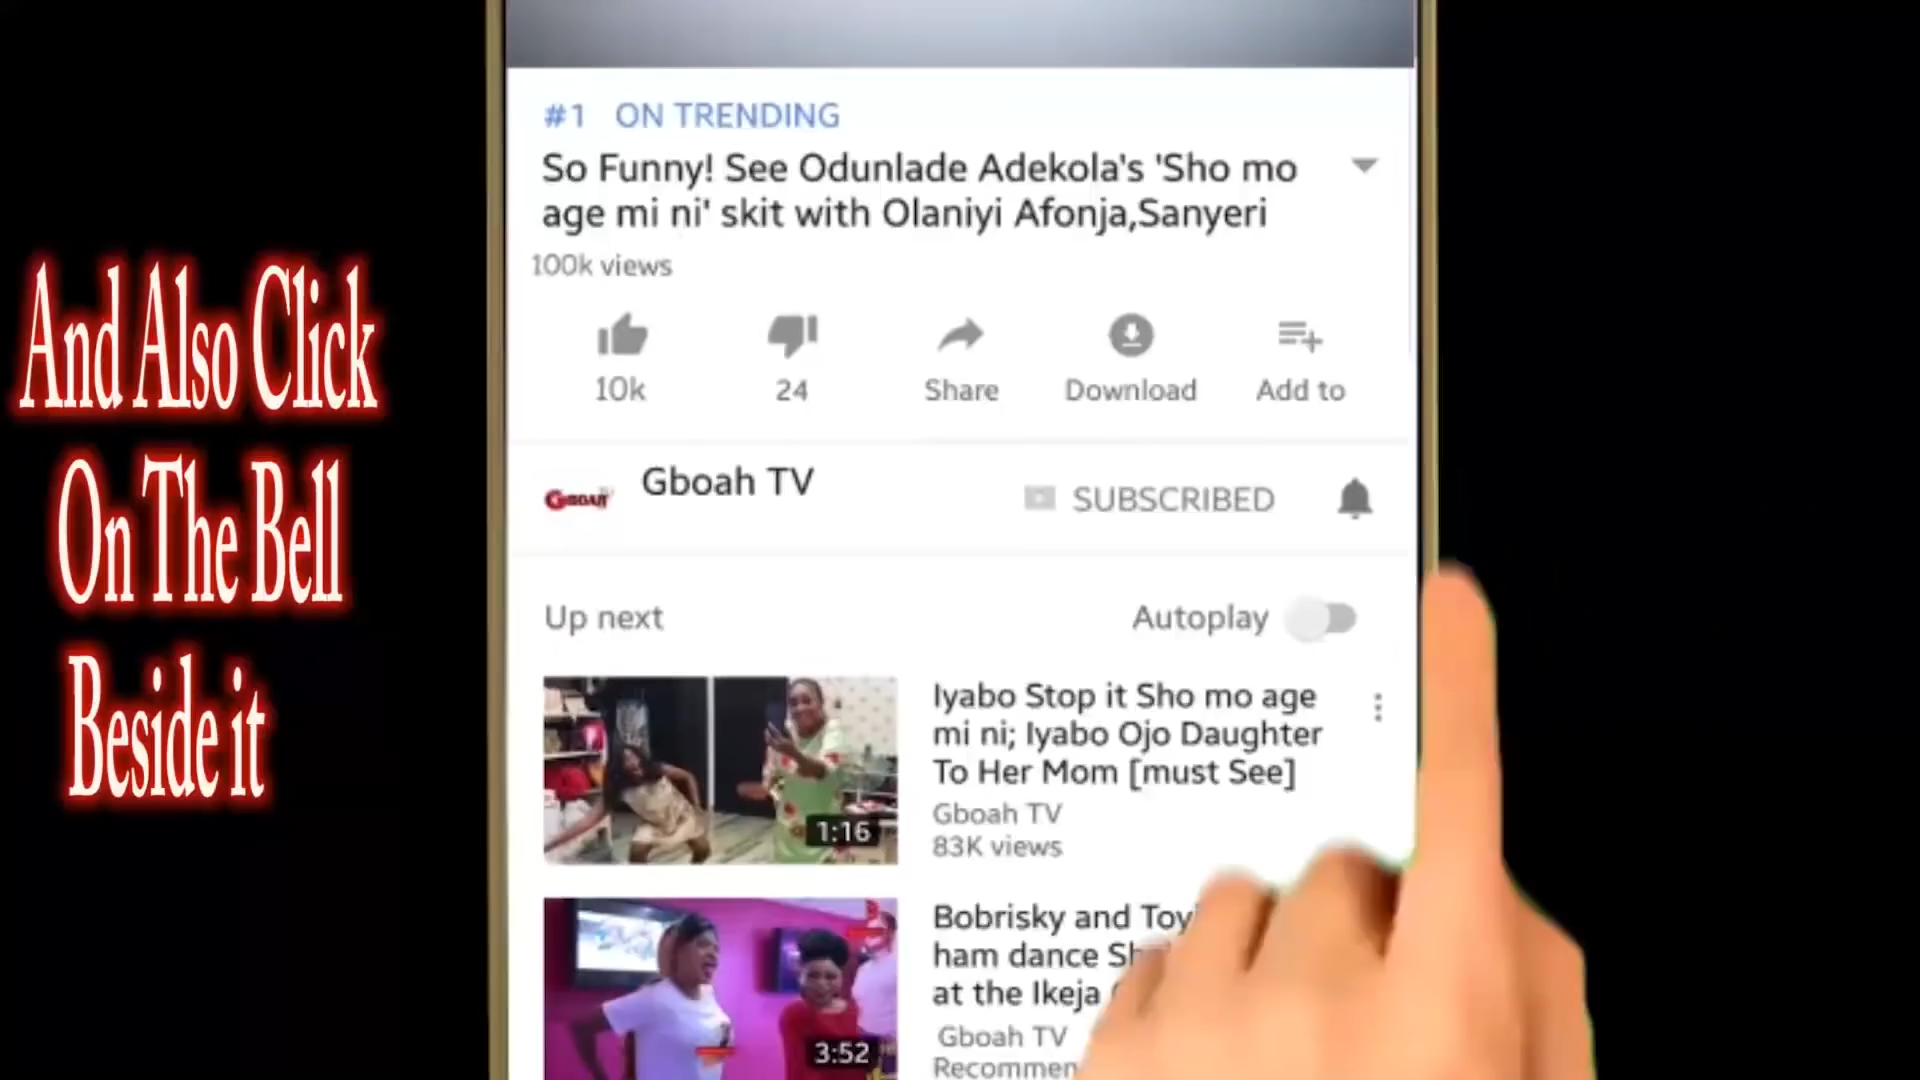 And Also Click
On The Bell
Beside it
#1 ON TRENDING
So Funny! See Odunlade Adekola's 'Sho mo
age mi ni' skit with Olaniyi Afonja,Sanyeri
100k views
10k
24
Share
Download
Add to
GBOAH TV
Gboah TV
SUBSCRIBED
Up next
Autoplay
1:16
Iyabo Stop it Sho mo age
mi ni; Iyabo Ojo Daughter
To Her Mom [must See]
Gboah TV
83K views
3:52
Bobrisky and
ham dance
at the Ikeja
Gboah TV